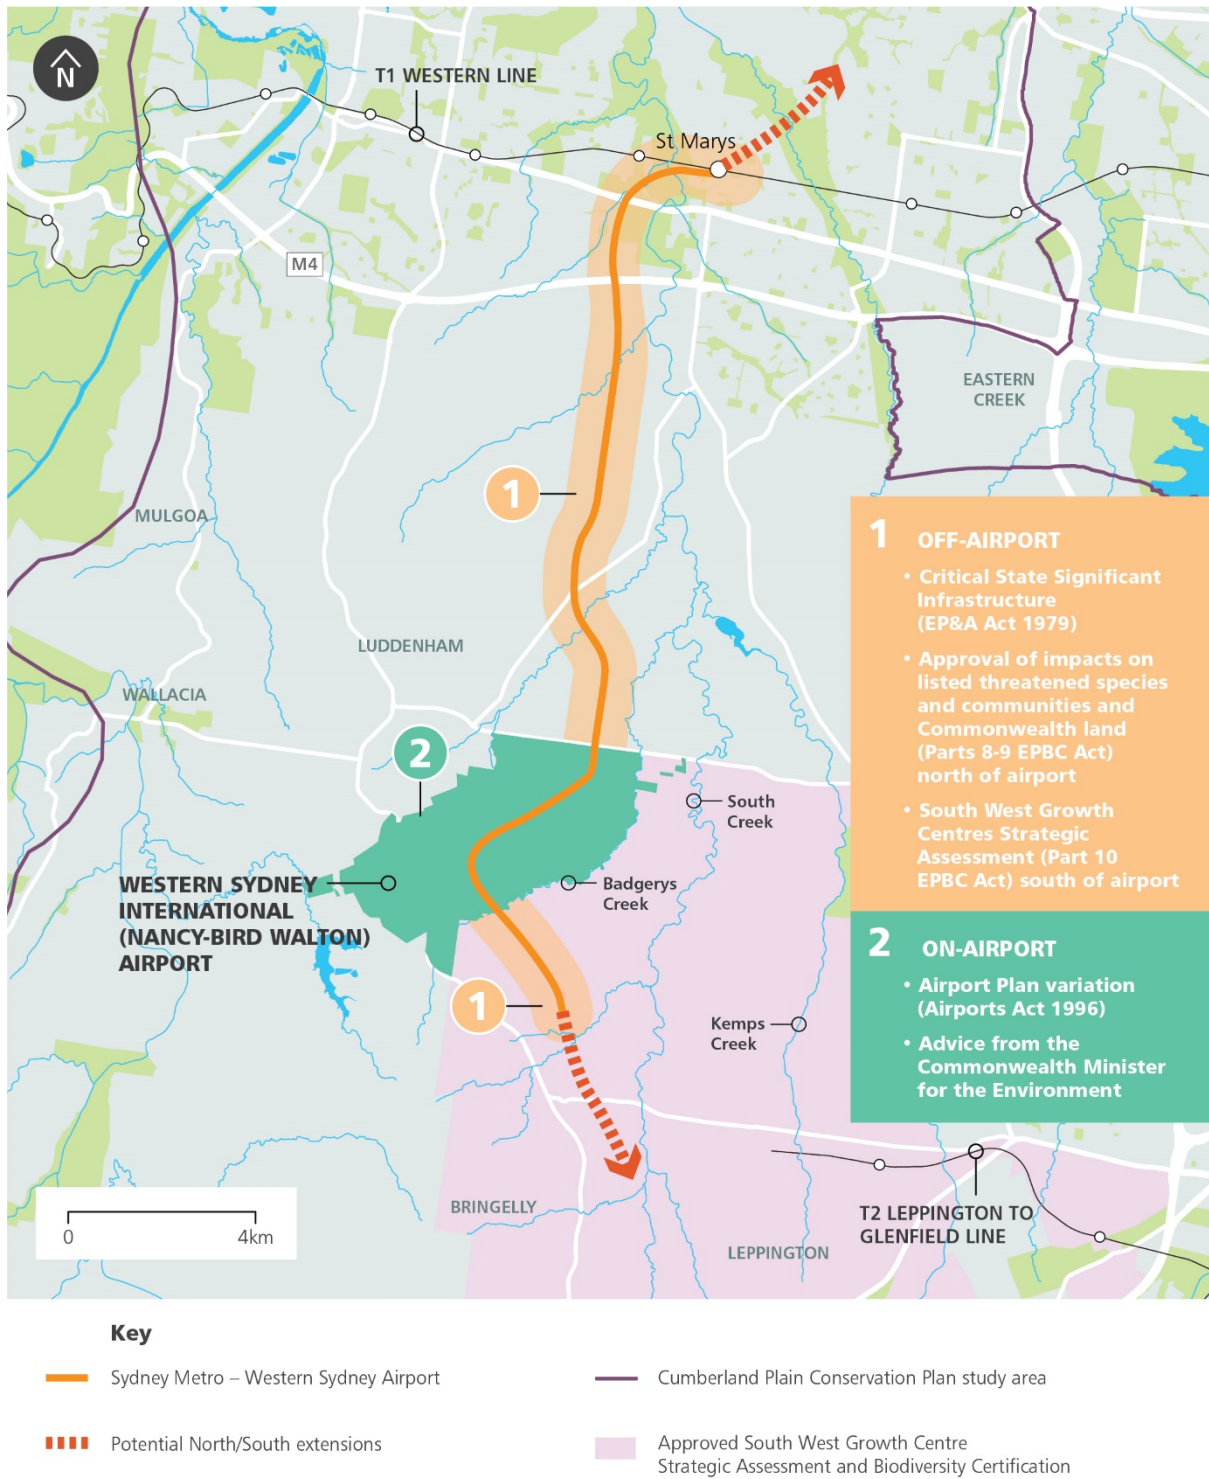 N
T1 WESTERN LINE
St Marys
M4
EASTERN
CREEK
1
MULGOA
LUDDENHAM
WALLACIA
2
South
Creek
Badgerys
Creek
WESTERN SYDNEY
INTERNATIONAL
(NANCY-BIRD WALTON)
AIRPORT
1
Kemps
Creek
BRINGELLY
LEPPINGTON
T2 LEPPINGTON TO
GLENFIELD LINE
0 4km
1 OFF-AIRPORT
• Critical State Significant
Infrastructure
(EP&A Act 1979)
• Approval of impacts on
listed threatened species
and communities and
Commonwealth land
(Parts 8-9 EPBC Act)
north of airport
• South West Growth
Centres Strategic
Assessment (Part 10
EPBC Act) south of airport
2 ON-AIRPORT
• Airport Plan variation
(Airports Act 1996)
• Advice from the
Commonwealth Minister
for the Environment
Key
Sydney Metro – Western Sydney Airport
Potential North/South extensions
Cumberland Plain Conservation Plan study area
Approved South West Growth Centre
Strategic Assessment and Biodiversity Certification